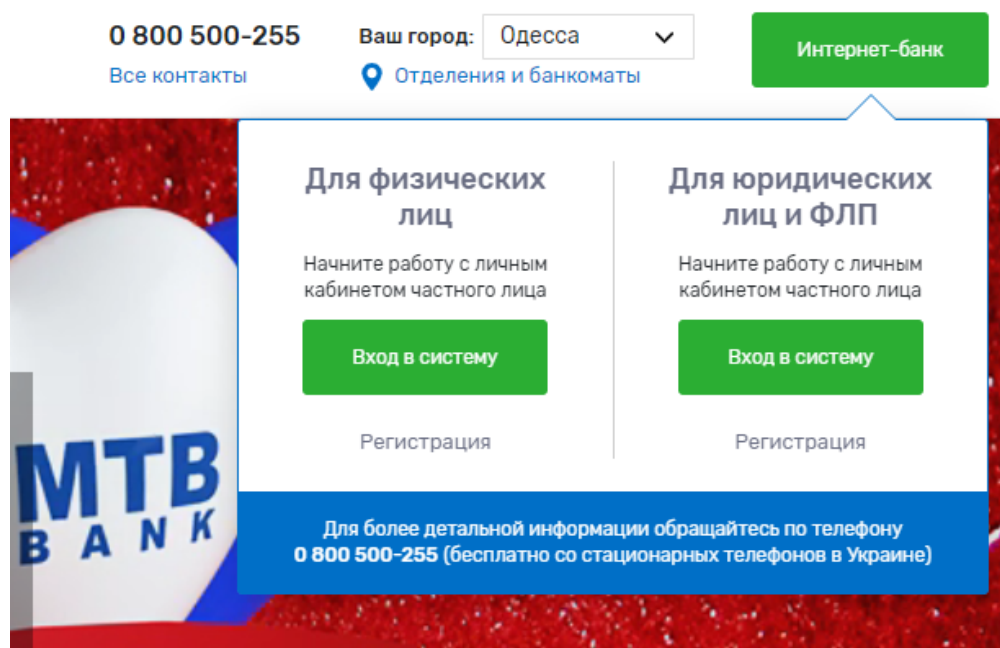 0 800 500-255
Ваш город: Одесса
Интернет-банк
Все контакты
Отделения и банкоматы
Для физических
лиц
Начните работу с личным
кабинетом частного лица
Вход в систему
Регистрация
Для юридических
лиц и ФЛП
Начните работу с личным
кабинетом частного лица
Вход в систему
Регистрация
MTB
BANK
Для более детальной информации обращайтесь по телефону
0 800 500-255 (бесплатно со стационарных телефонов в Украине)